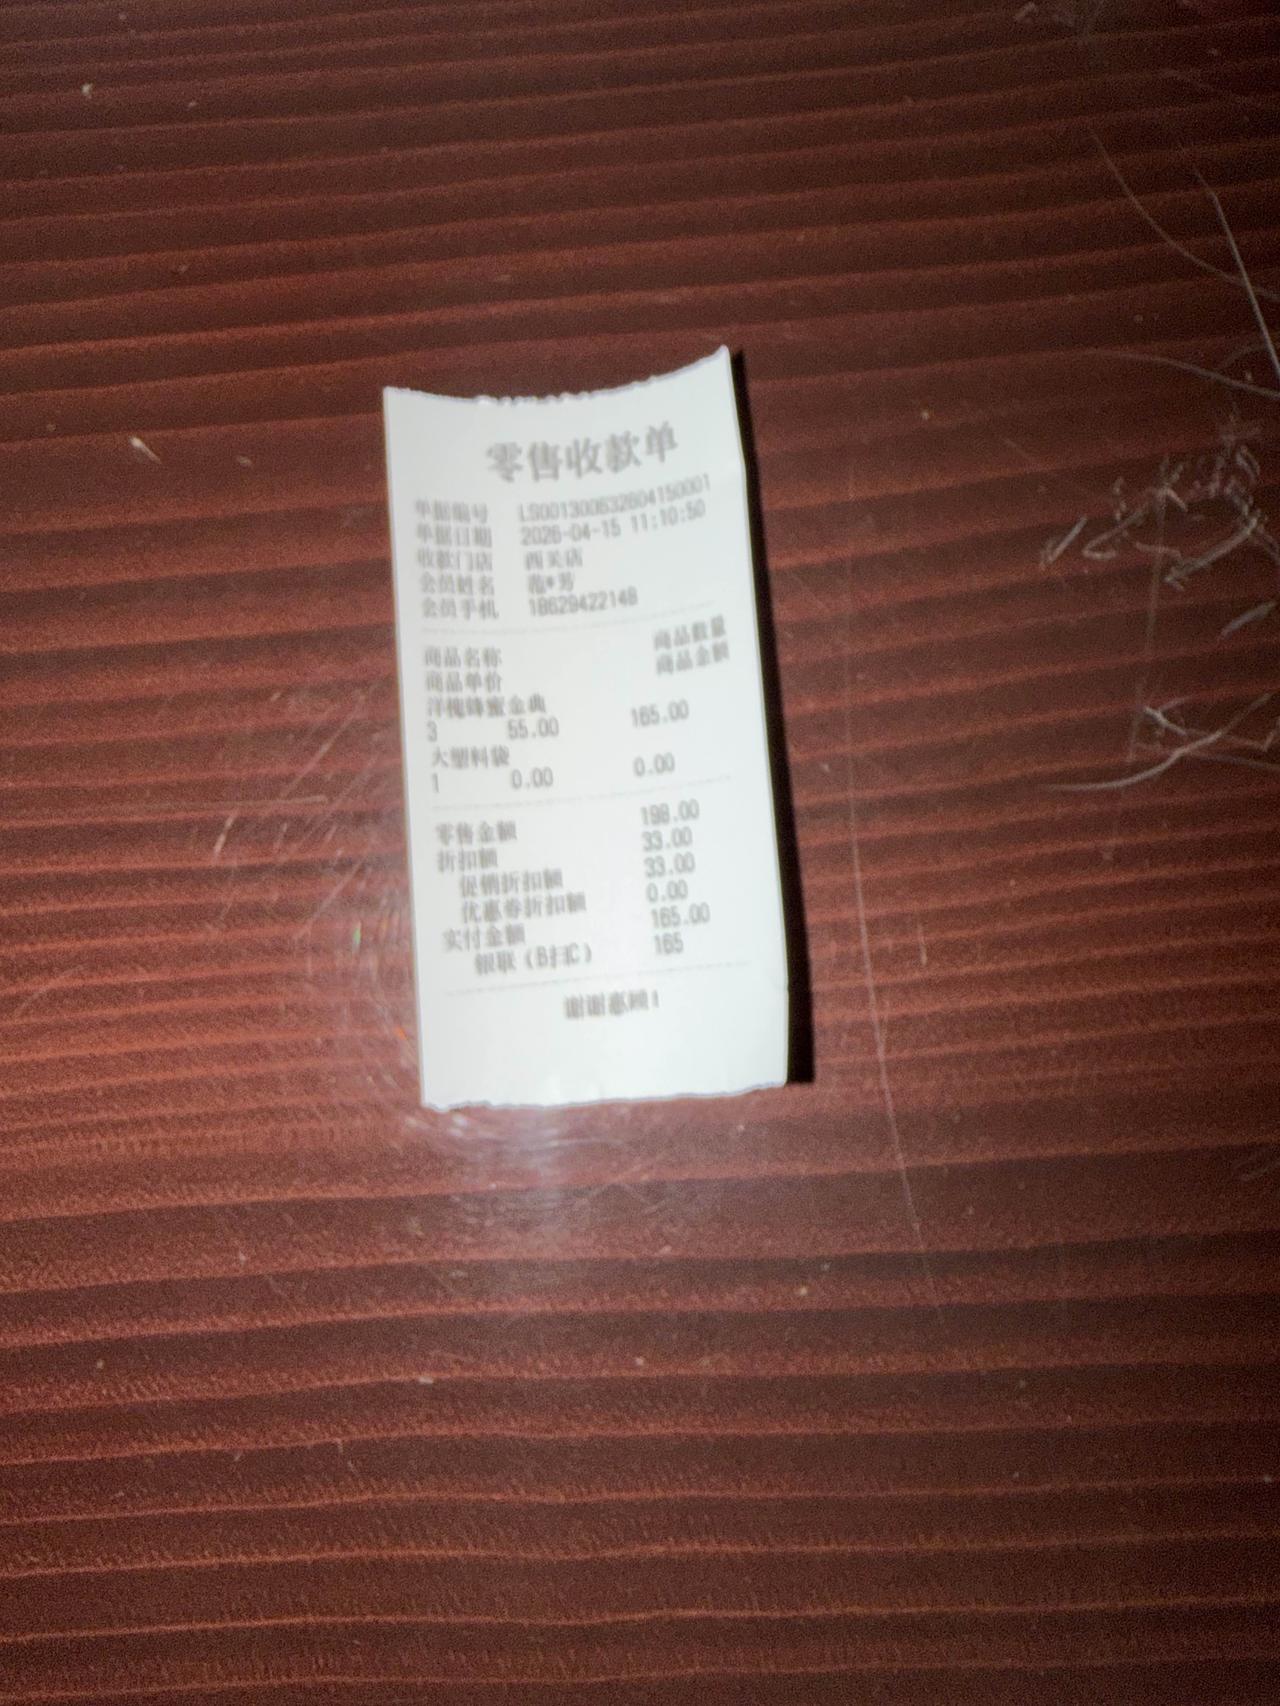 零售收款单
单据编号 LS001300632604150001
单据日期 2026-04-15 11:10:50
收款门店 西关店
会员姓名 范*芳
会员手机 18629422148
商品名称 商品数量
商品单价 商品金额
洋槐蜂蜜金典
3 55.00 165.00
大塑料袋
1 0.00 0.00
零售金额 198.00
折扣额 33.00
促销折扣额 33.00
优惠券折扣额 0.00
实付金额 165.00
银联(B扫C) 165
谢谢惠顾!